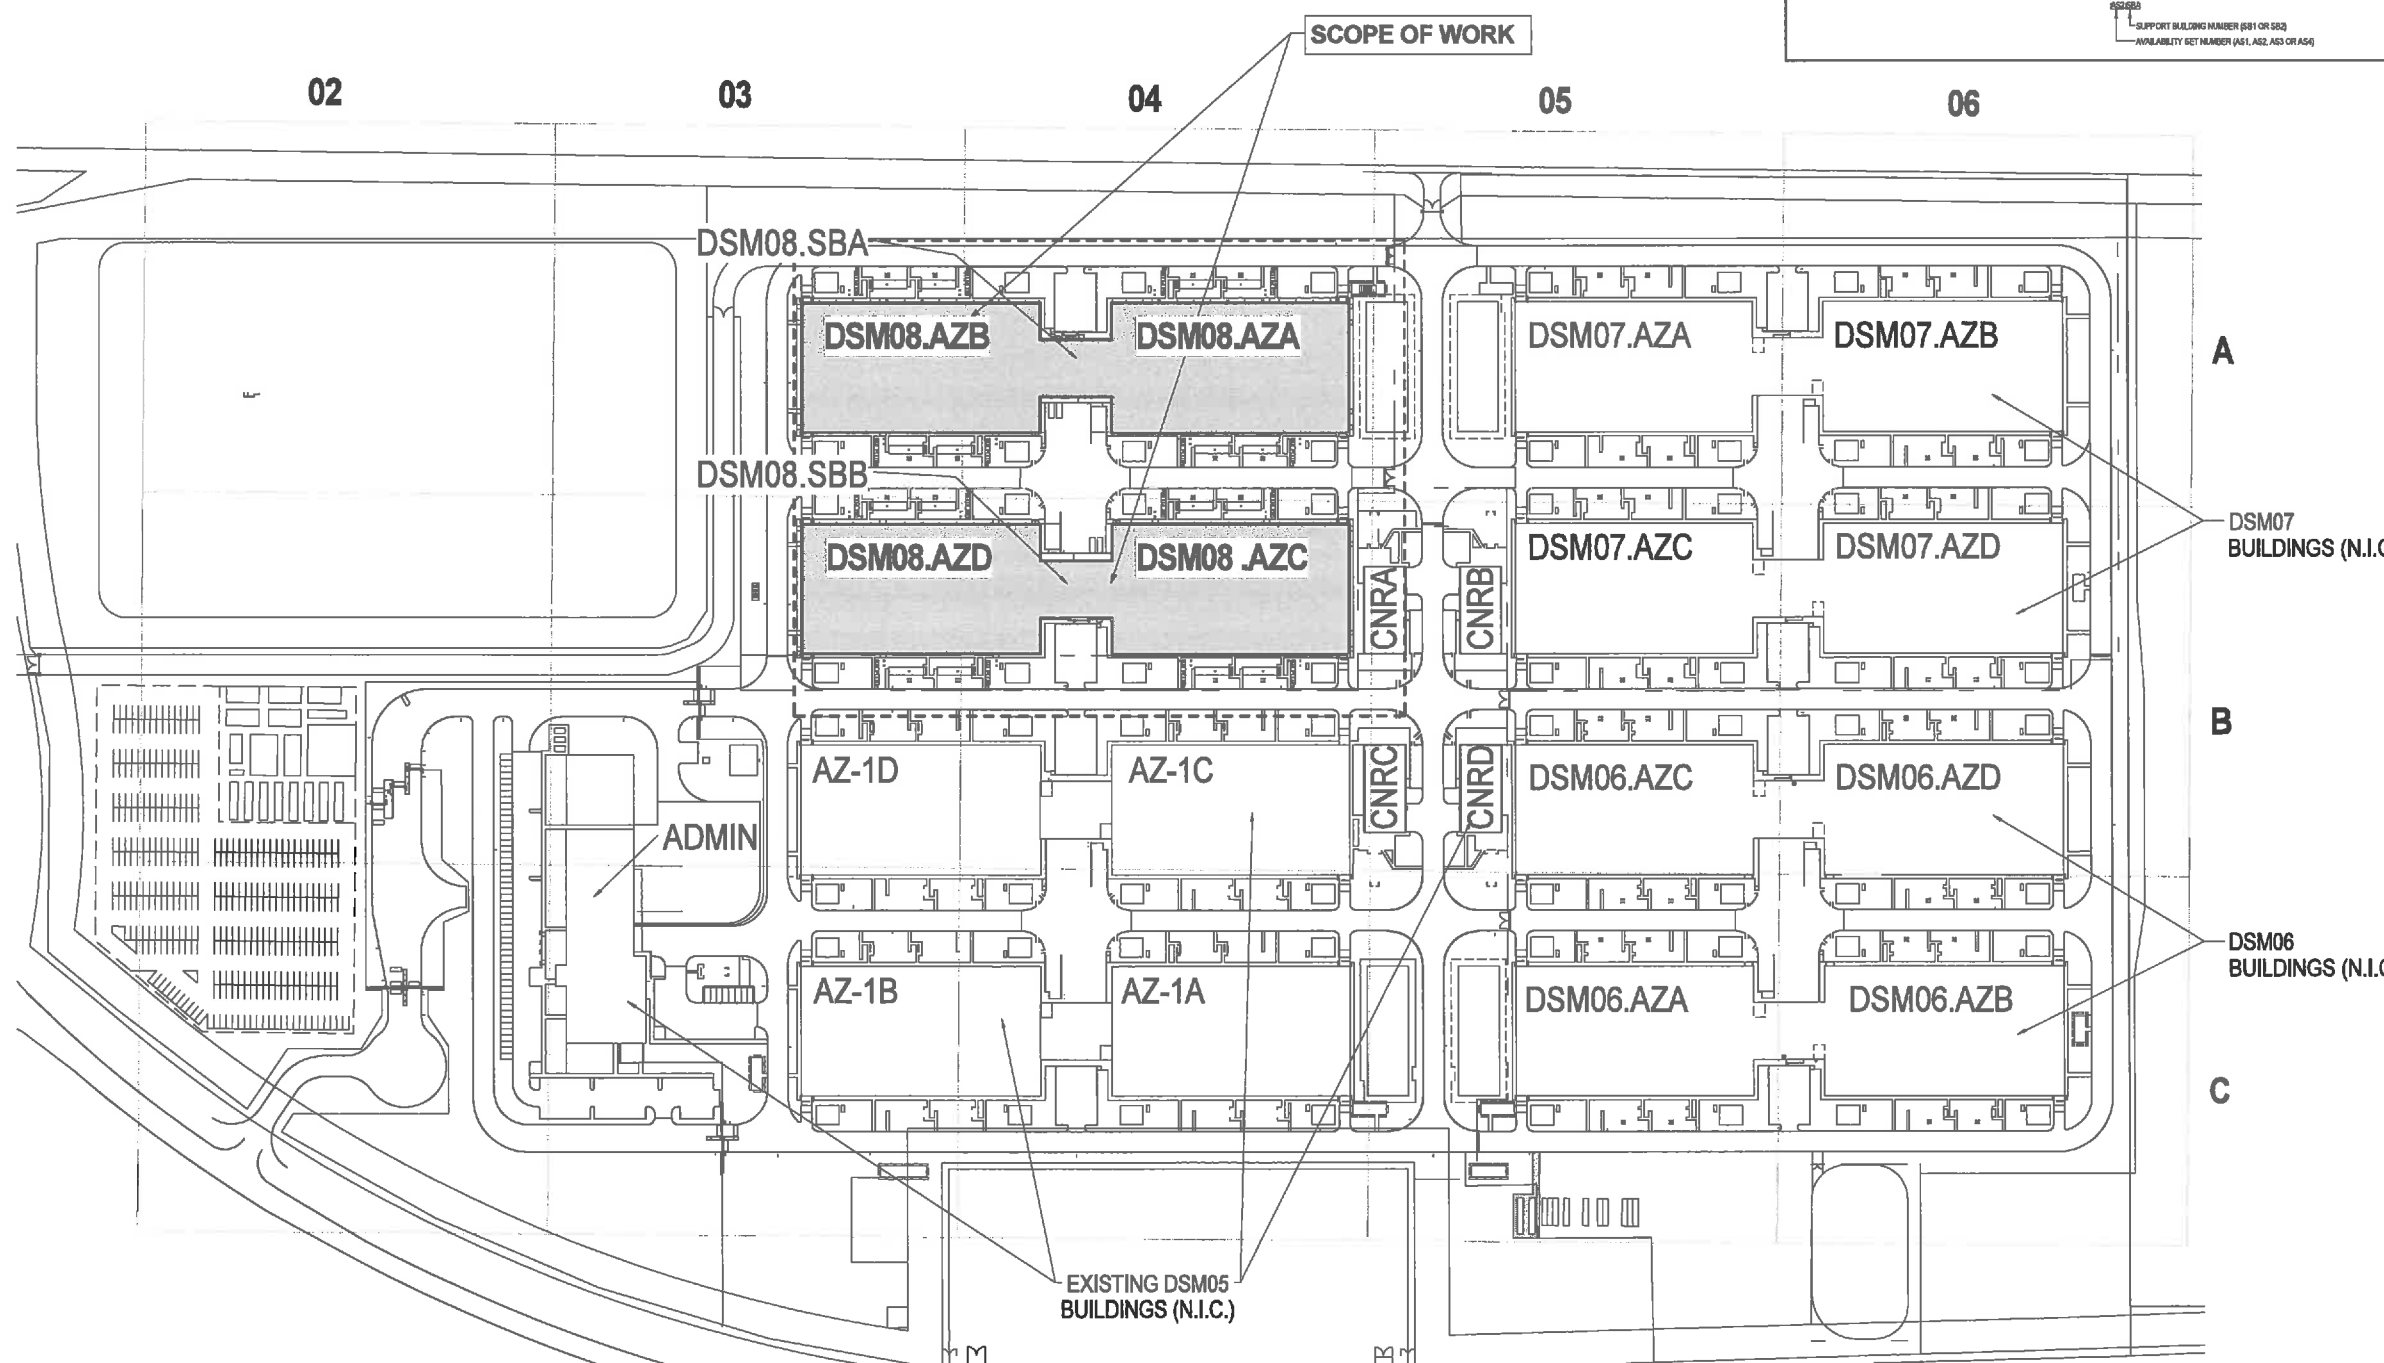 AS2.SBA
SUPPORT BUILDING NUMBER (SB1 OR SB2)
AVAILABILITY SET NUMBER (AS1, AS2, AS3 OR AS4)
SCOPE OF WORK
02
03
04
05
06
DSM08.SBA
DSM08.AZB
DSM08.AZA
DSM07.AZA
DSM07.AZB
A
DSM08.SBB
DSM08.AZD
DSM08 .AZC
DSM07.AZC
DSM07.AZD
DSM07
BUILDINGS (N.I.C
CNRA
CNRB
B
AZ-1D
AZ-1C
CNRC
CNRD
DSM06.AZC
DSM06.AZD
ADMIN
DSM06
BUILDINGS (N.I.C
AZ-1B
AZ-1A
DSM06.AZA
DSM06.AZB
C
EXISTING DSM05
BUILDINGS (N.I.C.)